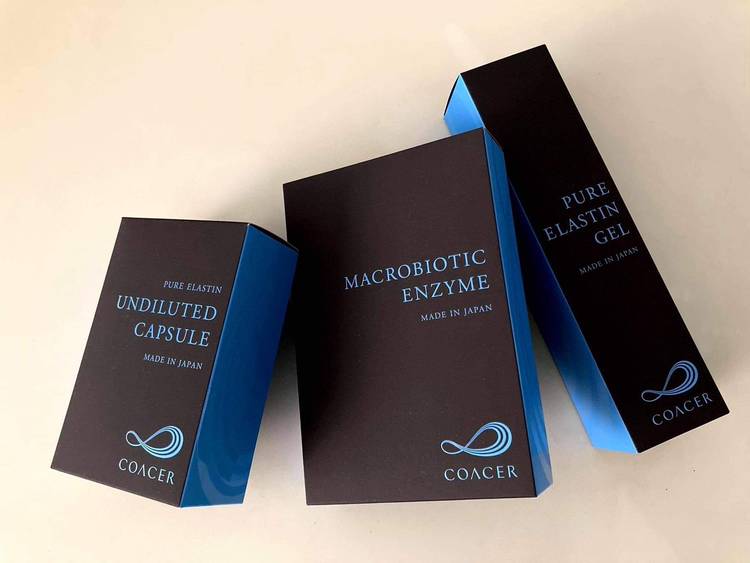 PURE ELASTIN
UNDILUTED
CAPSULE
MADE IN JAPAN
COACER
MACROBIOTIC
ENZYME
MADE IN JAPAN
COACER
PURE
ELASTIN
GEL
MADE IN JAPAN
COACER